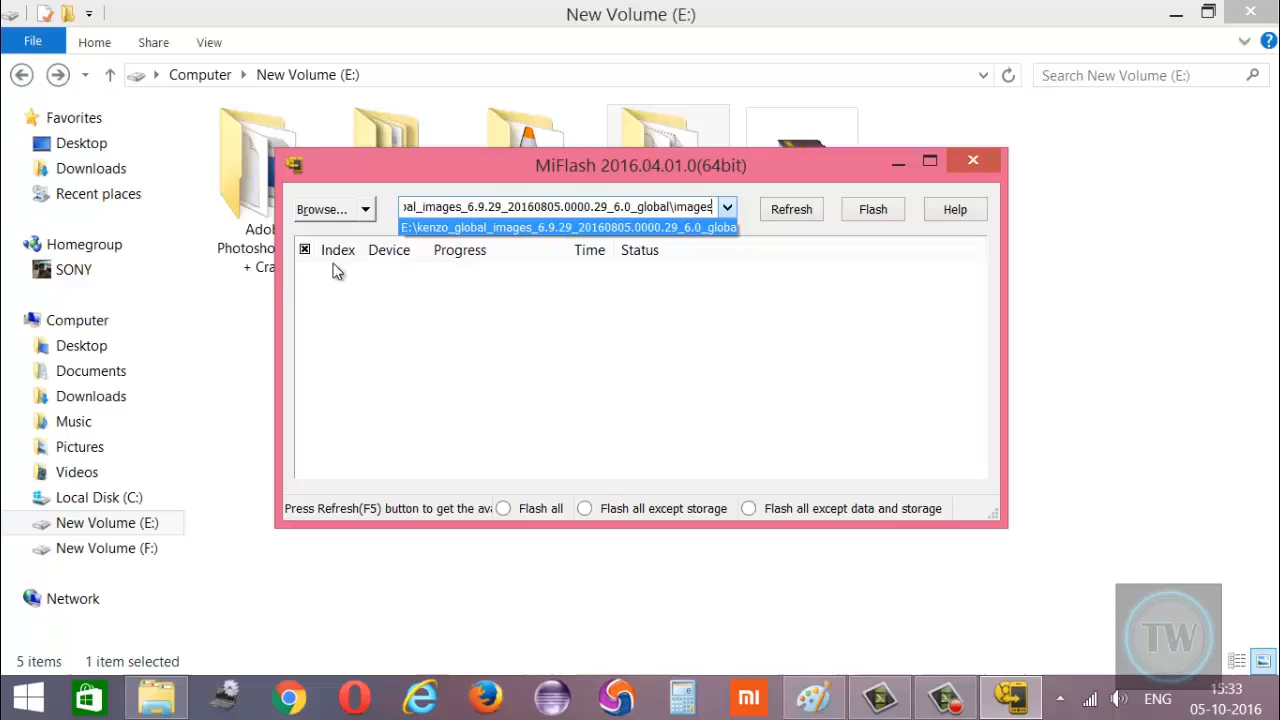 New Volume (E:)
File
Home
Share
View
Computer
New Volume (E:)
Search New Volume (E:)
Favorites
Desktop
Downloads
Recent places
Homegroup
SONY
Computer
Desktop
Documents
Downloads
Music
Pictures
Videos
Local Disk (C:)
New Volume (E:)
New Volume (F:)
Network
Photoshop
MiFlash 2016.04.01.0(64bit)
Browse...
al_images_6.9.29_20160805.0000.29_6.0_global\images
Refresh
Flash
Help
E:\kenzo_global_images_6.9.29_20160805.0000.29_6.0_globa
Index
Device
Progress
Time
Status
Press Refresh(F5) button to get the ava
Flash all
Flash all except storage
Flash all except data and storage
TW
5 items
1 item selected
mi
ENG
15:33
05-10-2016